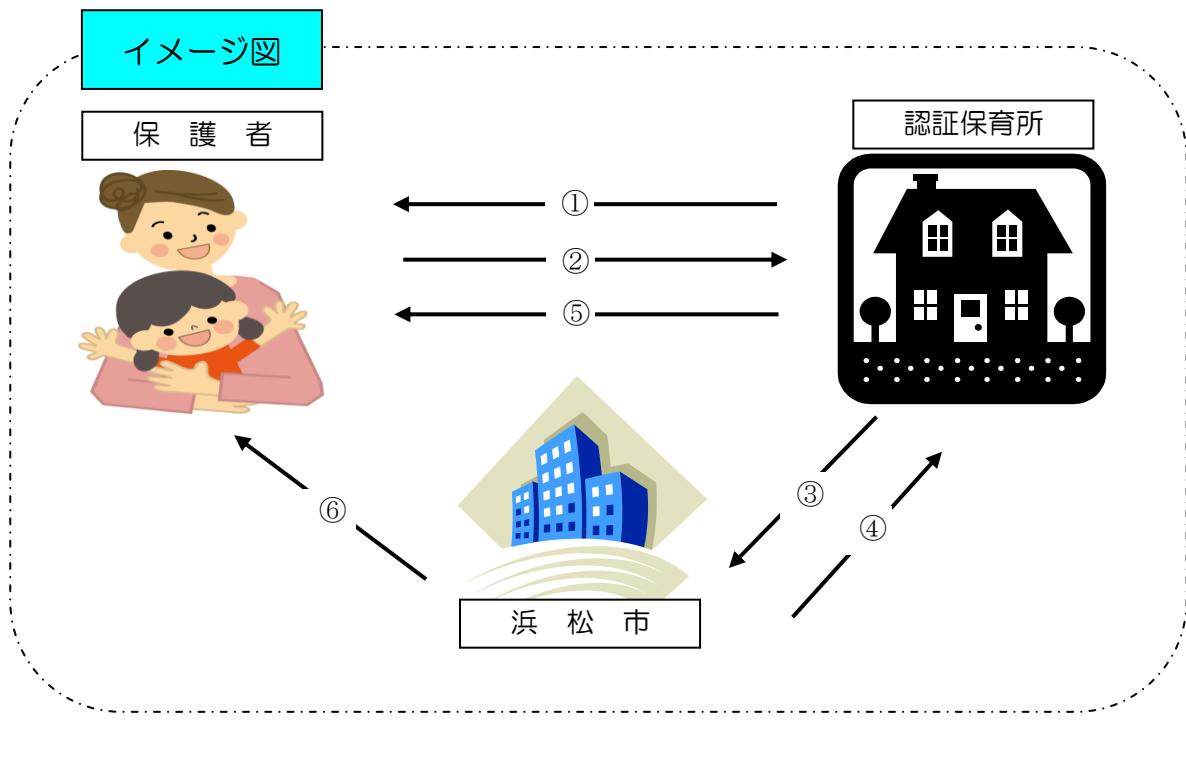 イメージ図
保　護　者
認証保育所
①
②
⑤
③
⑥
④
浜　松　市